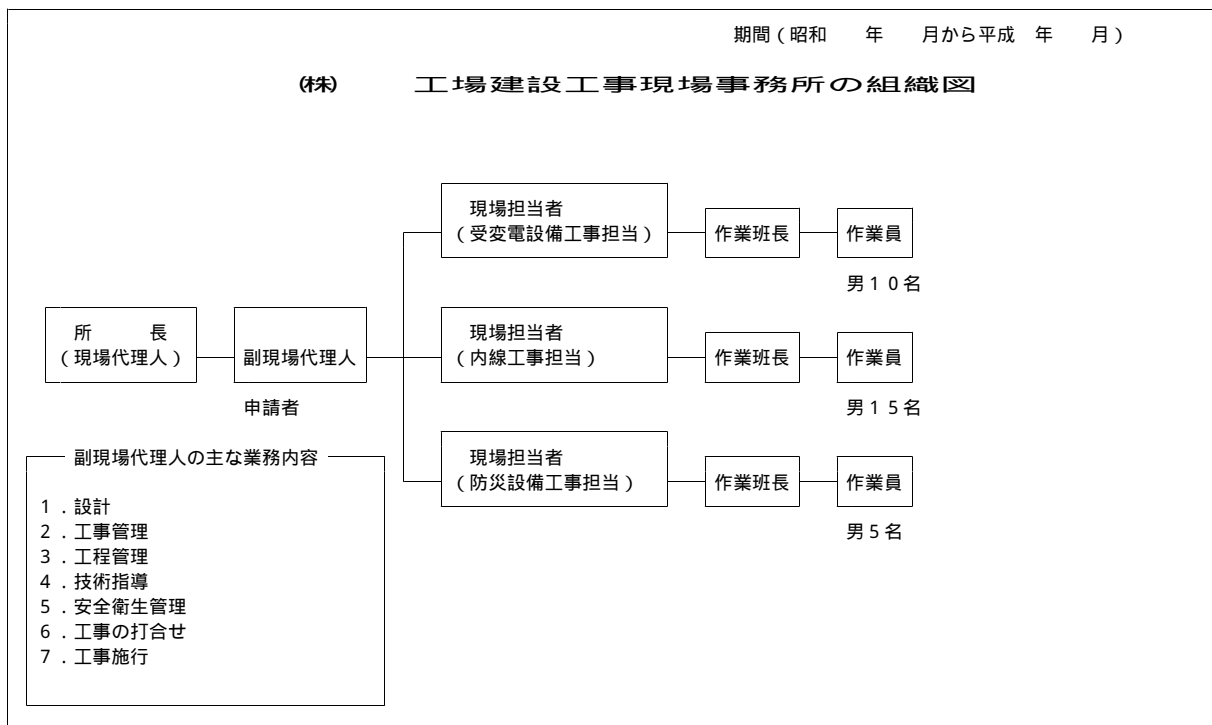 期間(昭和　　年　　月から平成　年　　月)
(株)　　工場建設工事現場事務所の組織図
現場担当者
(受変電設備工事担当)
作業班長
作業員
男10名
所　　　長
(現場代理人)
副現場代理人
申請者
現場担当者
(内線工事担当)
作業班長
作業員
男15名
現場担当者
(防災設備工事担当)
作業班長
作業員
男5名
副現場代理人の主な業務内容
1.設計
2.工事管理
3.工程管理
4.技術指導
5.安全衛生管理
6.工事の打合せ
7.工事施行